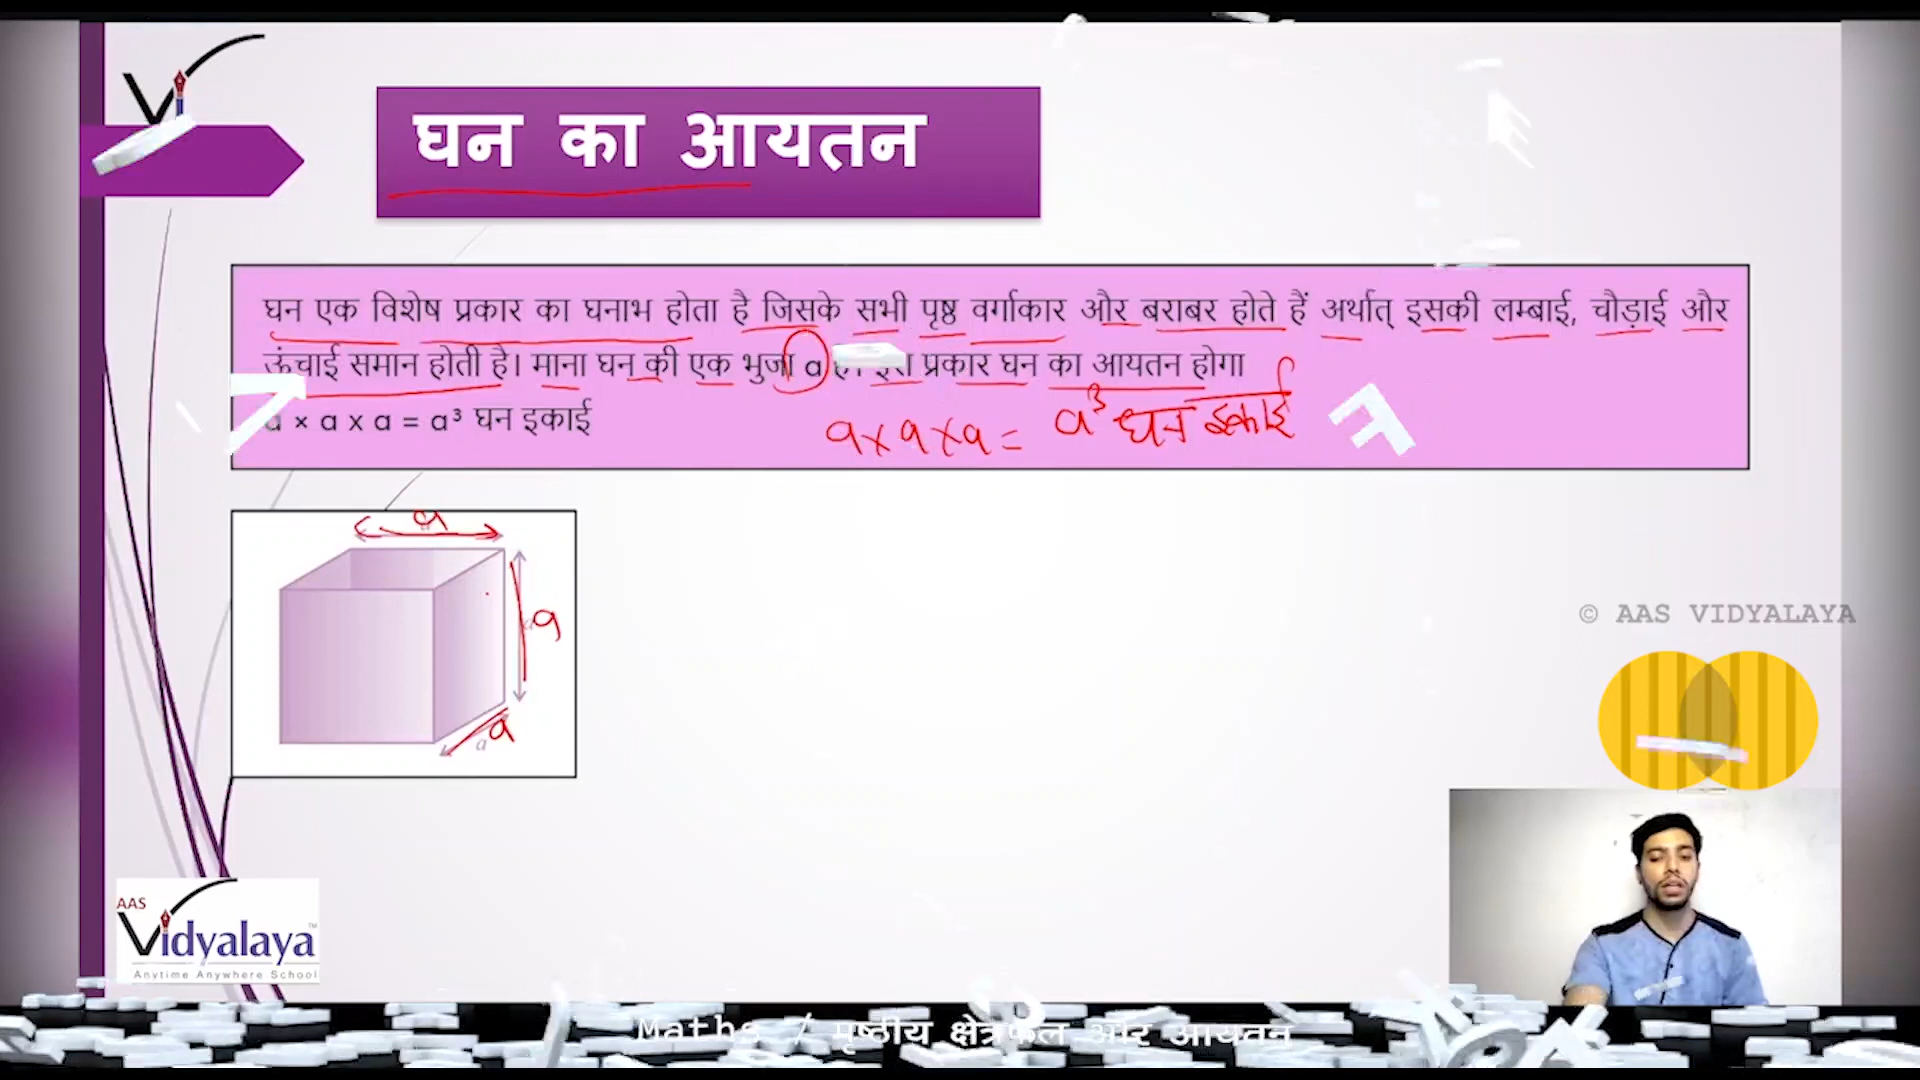 घन का आयतन
घन एक विशेष प्रकार का घनाभ होता है जिसके सभी पृष्ठ वर्गाकार और बराबर होते हैं अर्थात् इसकी लम्बाई, चौड़ाई और
ऊंचाई समान होती है। माना घन की एक भुजा a प्रकार घन का आयतन होगा
a × a x a = a³ घन इकाई
a x a x a = a³ घन इकाई
a
a
a
a
a
© AAS VIDYALAYA
AAS
Vidyalaya™
Anytime Anywhere School
Maths / पृष्ठीय क्षेत्रफल और आयतन